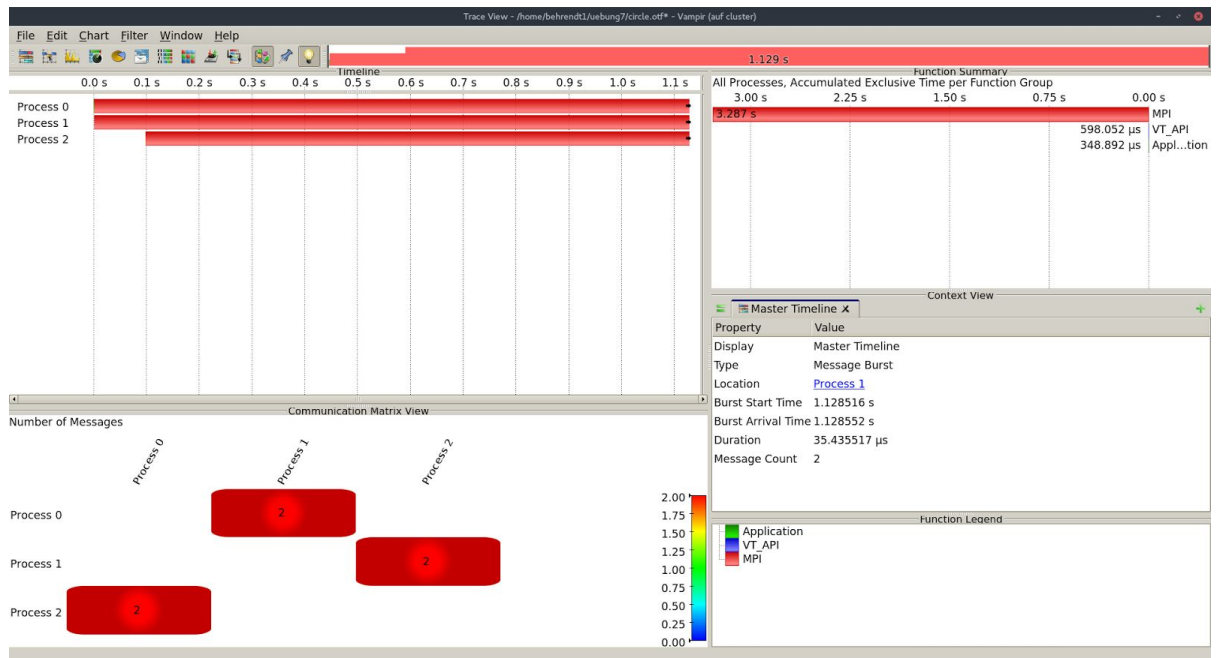 Trace View - /home/behrendt1/uebung7/circle.otf* - Vampir (auf cluster)
File Edit Chart Filter Window Help
1.129 s
Timeline
0.0 s 0.1 s 0.2 s 0.3 s 0.4 s 0.5 s 0.6 s 0.7 s 0.8 s 0.9 s 1.0 s 1.1 s
Process 0
Process 1
Process 2
Function Summary
All Processes, Accumulated Exclusive Time per Function Group
3.00 s 2.25 s 1.50 s 0.75 s 0.00 s
3.287 s MPI
598.052 µs VT_API
348.892 µs Appl...tion
Context View
Master Timeline
Property Value
Display Master Timeline
Type Message Burst
Location Process 1
Burst Start Time 1.128516 s
Burst Arrival Time 1.128552 s
Duration 35.435517 µs
Message Count 2
Communication Matrix View
Number of Messages
Process 0 Process 1 Process 2
Process 0 2
Process 1 2
Process 2 2
2.00
1.75
1.50
1.25
1.00
0.75
0.50
0.25
0.00
Function Legend
Application
VT_API
MPI